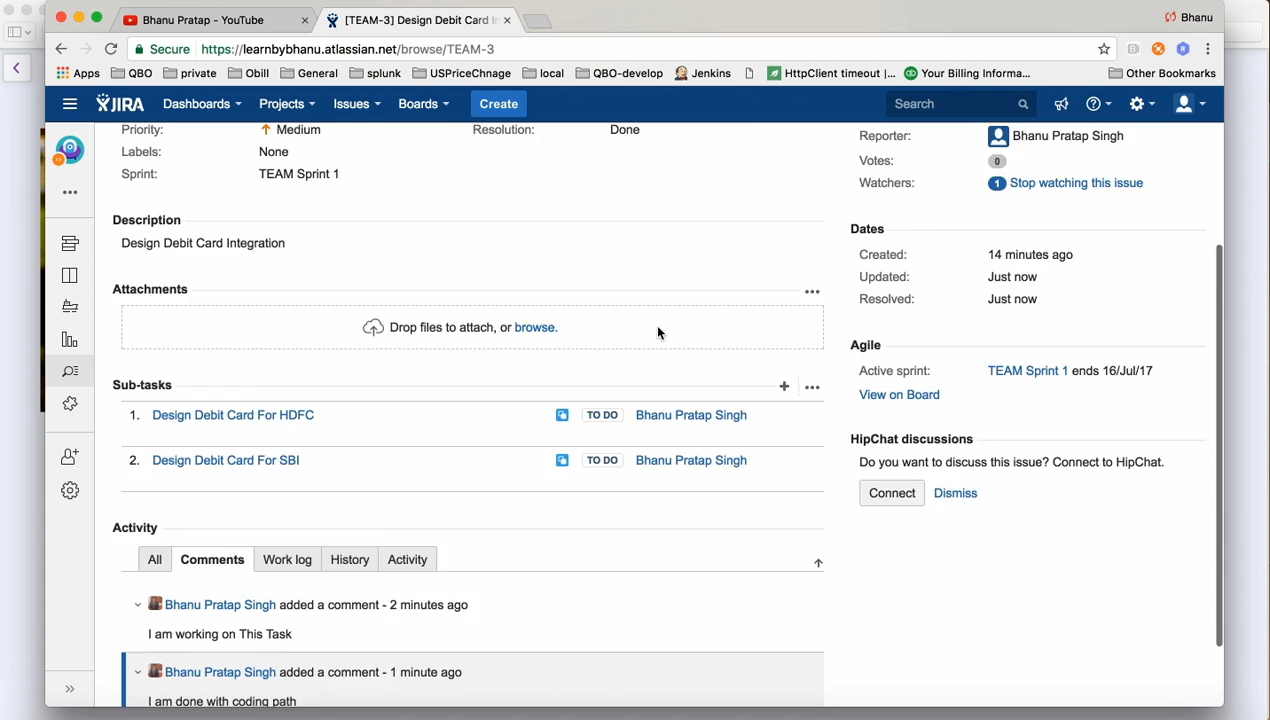 Bhanu Pratap - YouTube
[TEAM-3] Design Debit Card In
Bhanu
Secure https://learnbybhanu.atlassian.net/browse/TEAM-3
Apps QBO private Obill General splunk USPriceChnage local QBO-develop Jenkins HttpClient timeout |... Your Billing Informa... Other Bookmarks
JIRA Dashboards Projects Issues Boards Create Search
Priority: Medium Resolution: Done
Labels: None
Sprint: TEAM Sprint 1
Description
Design Debit Card Integration
Attachments
Drop files to attach, or browse.
Sub-tasks
1. Design Debit Card For HDFC TO DO Bhanu Pratap Singh
2. Design Debit Card For SBI TO DO Bhanu Pratap Singh
Activity
All Comments Work log History Activity
Bhanu Pratap Singh added a comment - 2 minutes ago
I am working on This Task
Bhanu Pratap Singh added a comment - 1 minute ago
I am done with coding path
Reporter: Bhanu Pratap Singh
Votes: 0
Watchers: 1 Stop watching this issue
Dates
Created: 14 minutes ago
Updated: Just now
Resolved: Just now
Agile
Active sprint: TEAM Sprint 1 ends 16/Jul/17
View on Board
HipChat discussions
Do you want to discuss this issue? Connect to HipChat.
Connect Dismiss